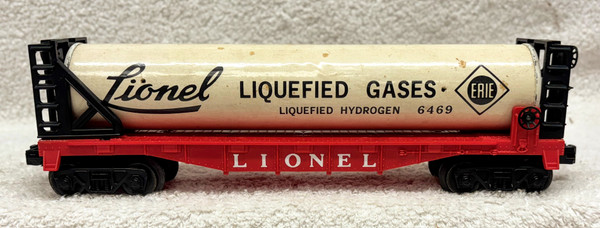 Lionel LIQUEFIED GASES • ERIE
LIQUEFIED HYDROGEN 6469
LIONEL